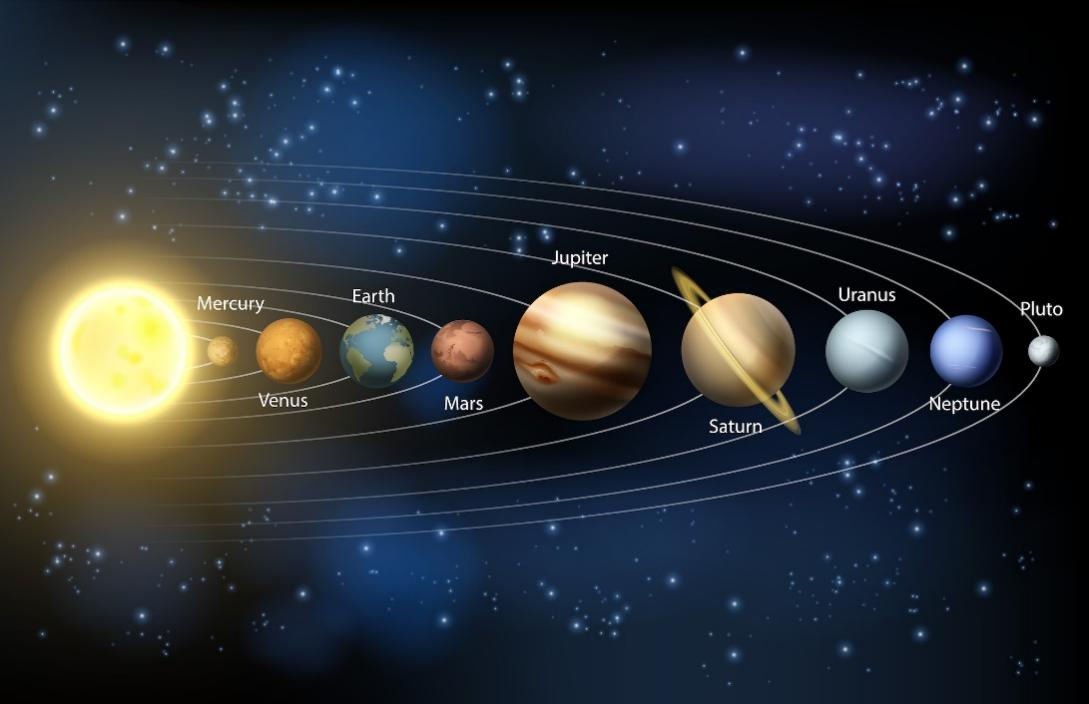 Mercury
Venus
Earth
Mars
Jupiter
Saturn
Uranus
Neptune
Pluto